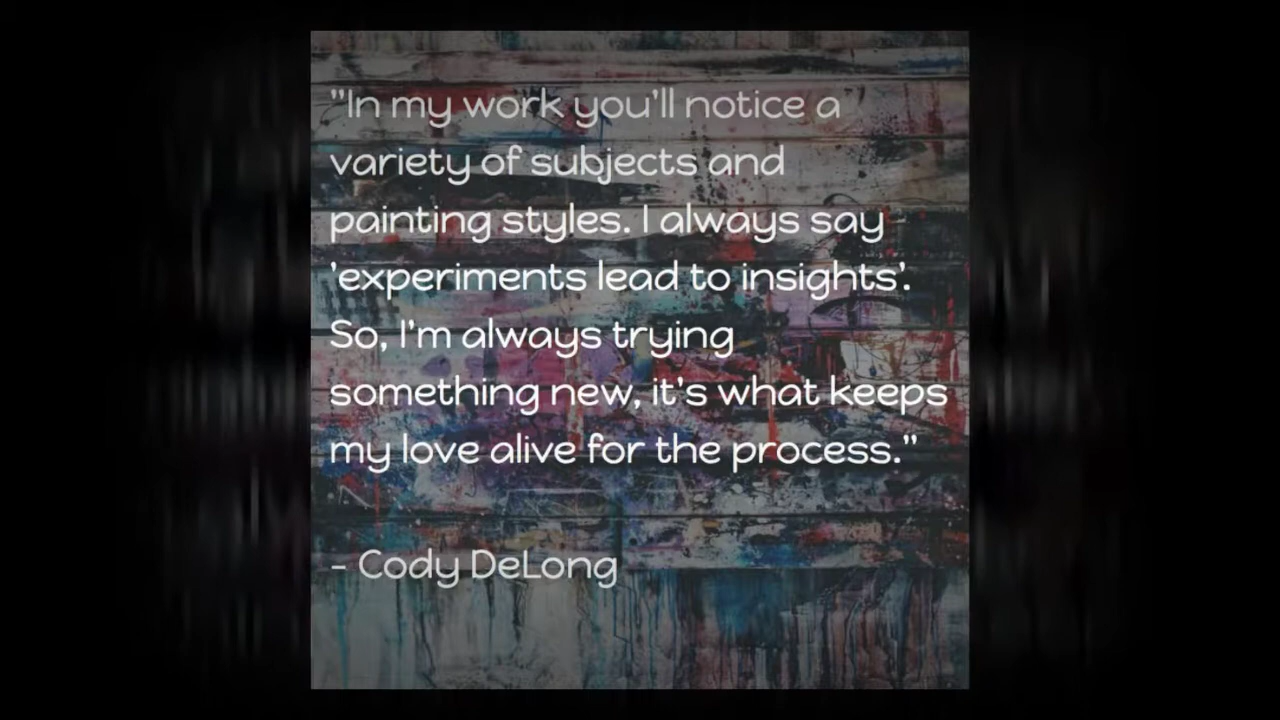 "In my work you'll notice a
variety of subjects and
painting styles. I always say -
'experiments lead to insights'.
So, I'm always trying
something new, it's what keeps
my love alive for the process."
- Cody DeLong